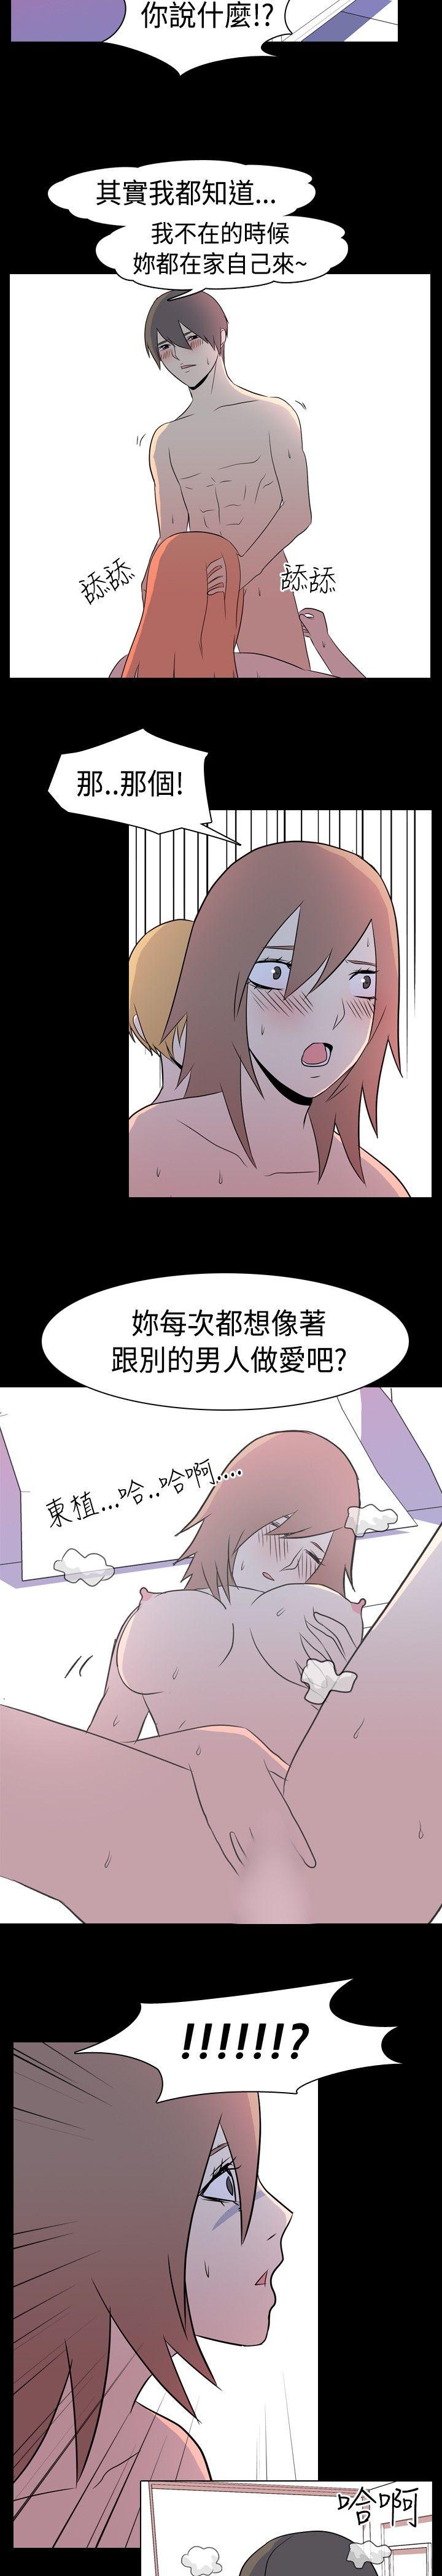 你說什麼!?
其實我都知道...
我不在的時候
妳都在家自己來~
舔舔
舔舔
那..那個!
妳每次都想像著
跟別的男人做愛吧?
東植...哈..哈啊....
!!!!!!?
哈啊